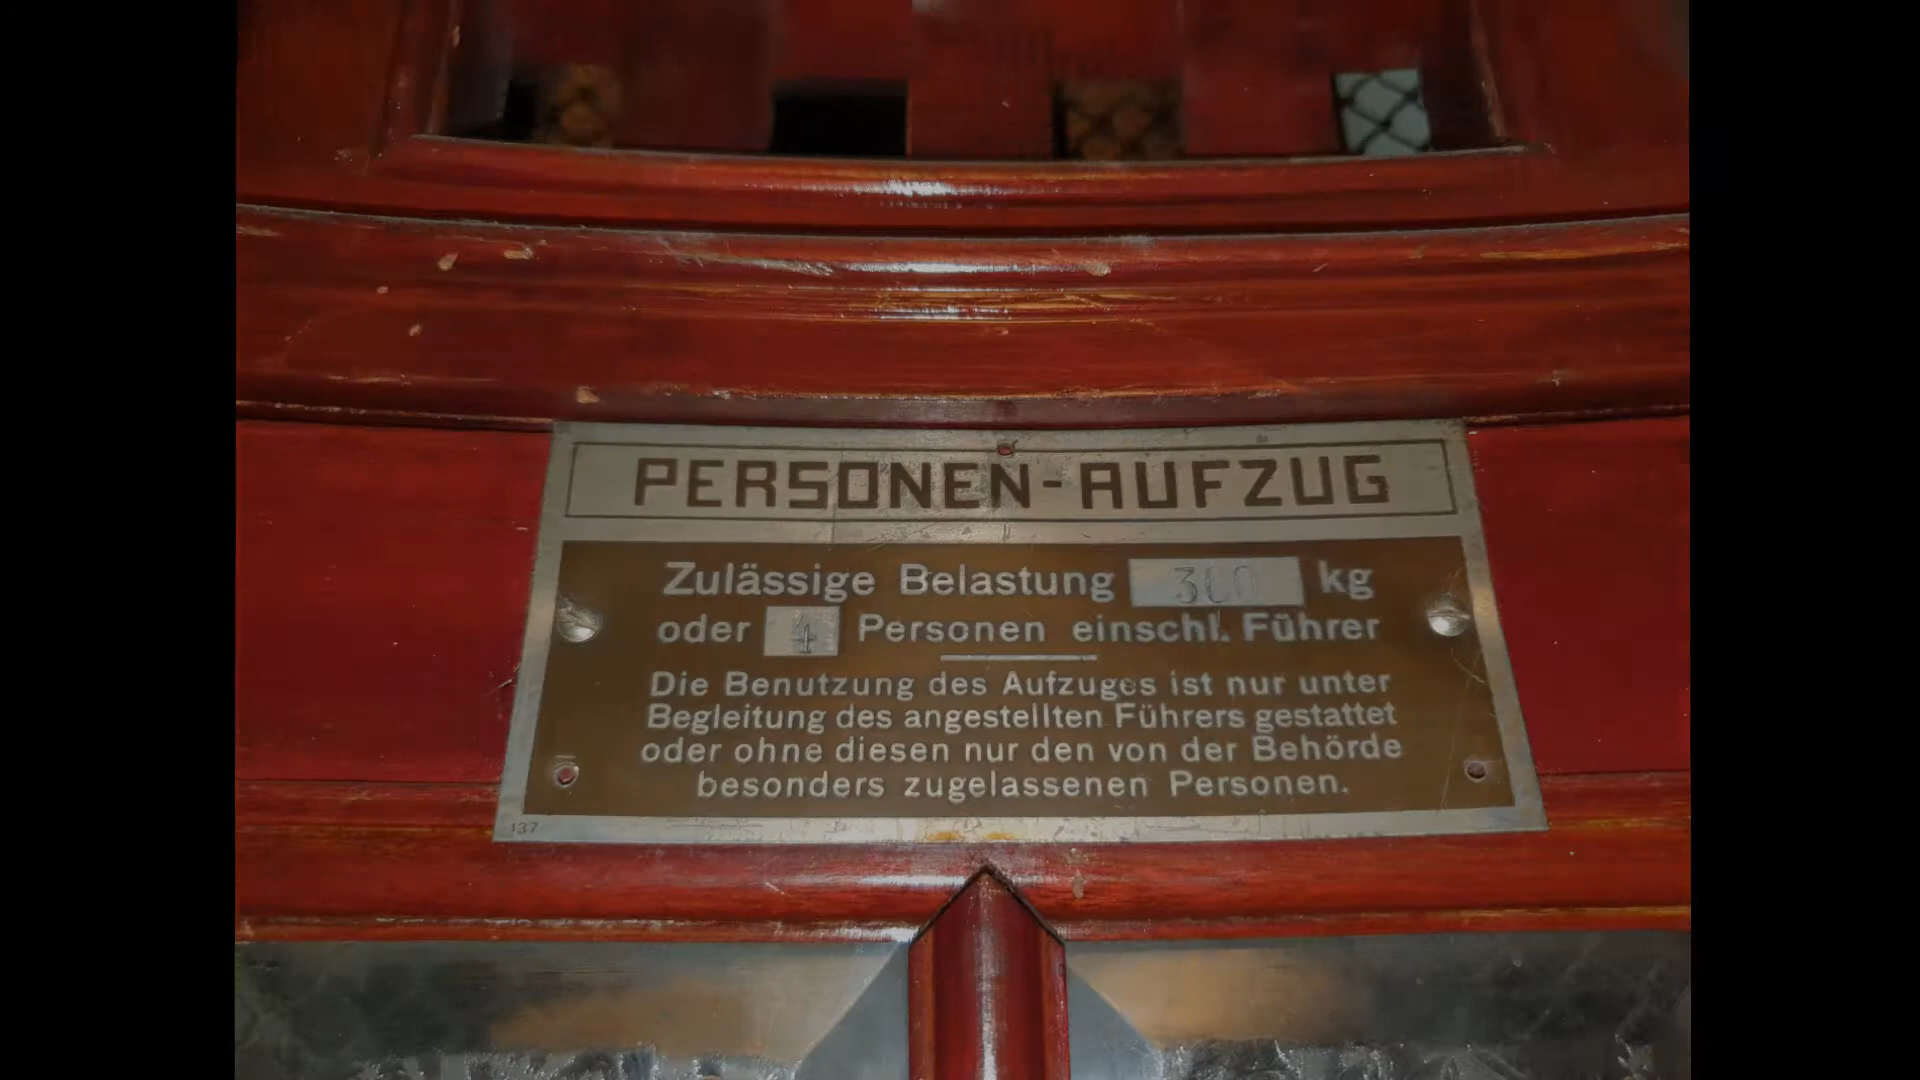 PERSONEN-AUFZUG
Zulässige Belastung 300 kg
oder 4 Personen einschl. Führer
Die Benutzung des Aufzuges ist nur unter
Begleitung des angestellten Führers gestattet
oder ohne diesen nur den von der Behörde
besonders zugelassenen Personen.
137